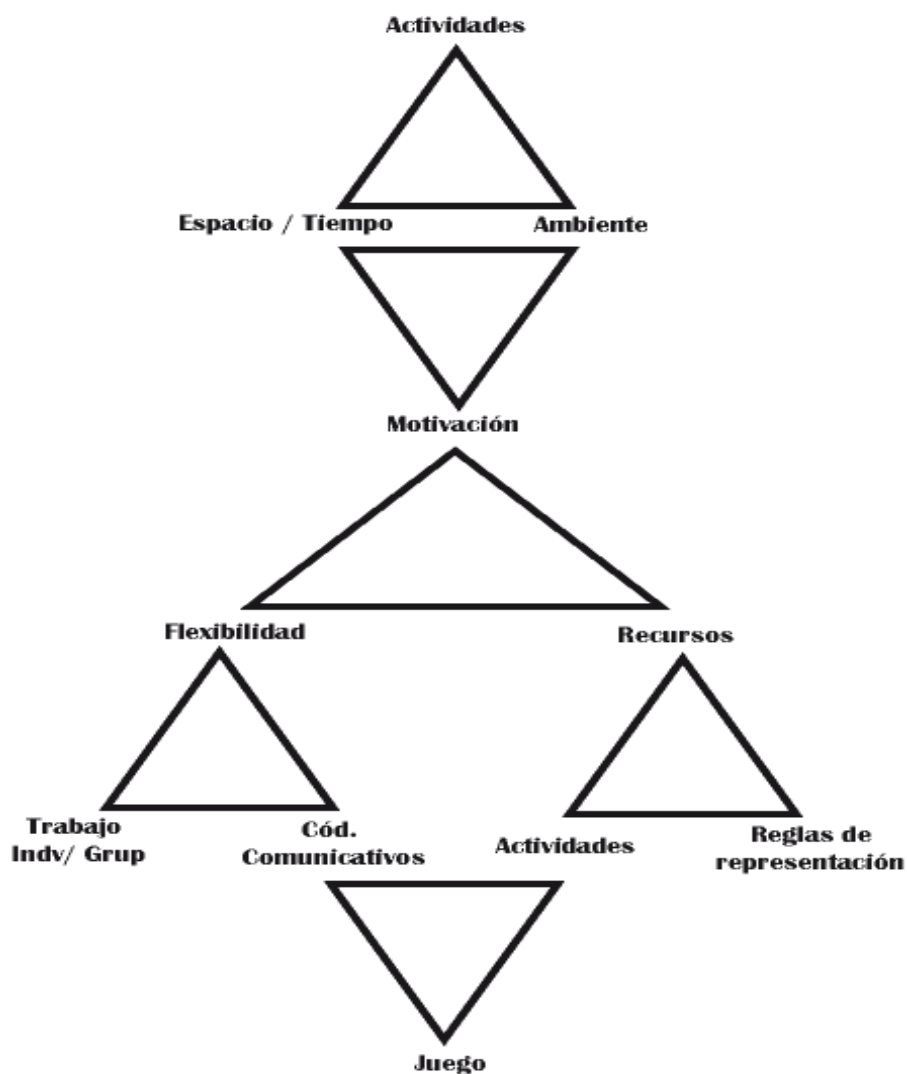 Actividades
Espacio / Tiempo
Ambiente
Motivación
Flexibilidad
Recursos
Trabajo
Indv/ Grup
Cód.
Comunicativos
Actividades
Reglas de
representación
Juego